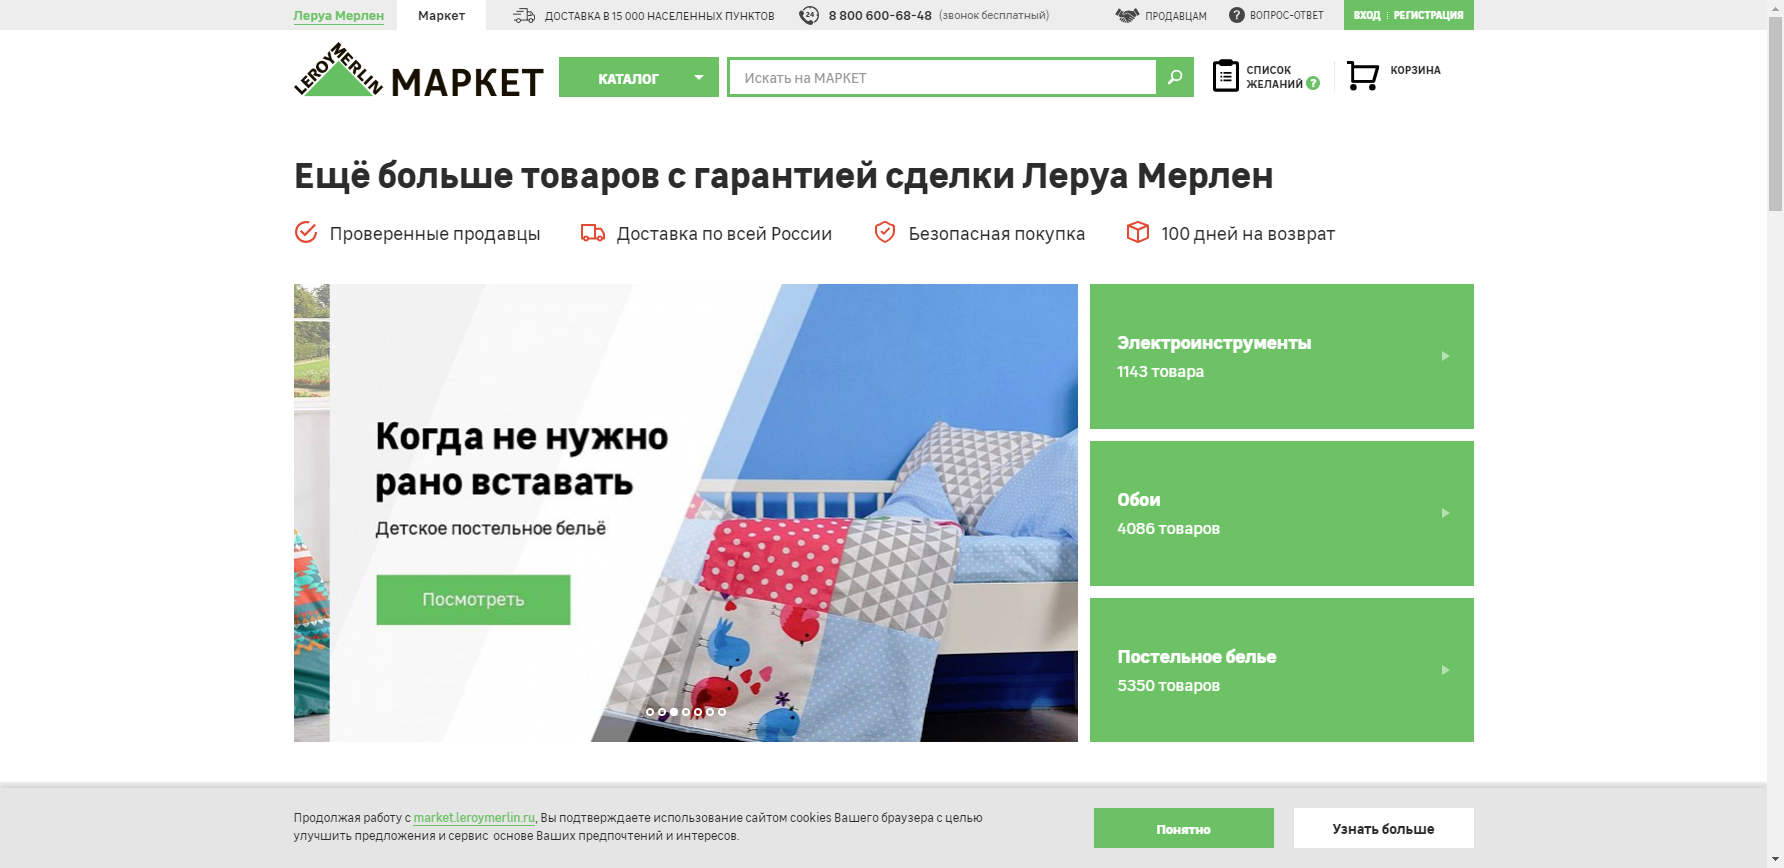 Леруа Мерлен
Маркет
ДОСТАВКА В 15 000 НАСЕЛЕННЫХ ПУНКТОВ
24
8 800 600-68-48 (звонок бесплатный)
ПРОДАВЦАМ
? ВОПРОС-ОТВЕТ
ВХОД
РЕГИСТРАЦИЯ
LEROY MERLIN
МАРКЕТ
КАТАЛОГ
Искать на МАРКЕТ
СПИСОК
ЖЕЛАНИЙ ?
КОРЗИНА
Ещё больше товаров с гарантией сделки Леруа Мерлен
Проверенные продавцы
Доставка по всей России
Безопасная покупка
100 дней на возврат
Когда не нужно
рано вставать
Детское постельное бельё
Посмотреть
Электроинструменты
1143 товара
Обои
4086 товаров
Постельное белье
5350 товаров
Продолжая работу с market.leroymerlin.ru, Вы подтверждаете использование сайтом cookies Вашего браузера с целью
улучшить предложения и сервис основе Ваших предпочтений и интересов.
Понятно
Узнать больше